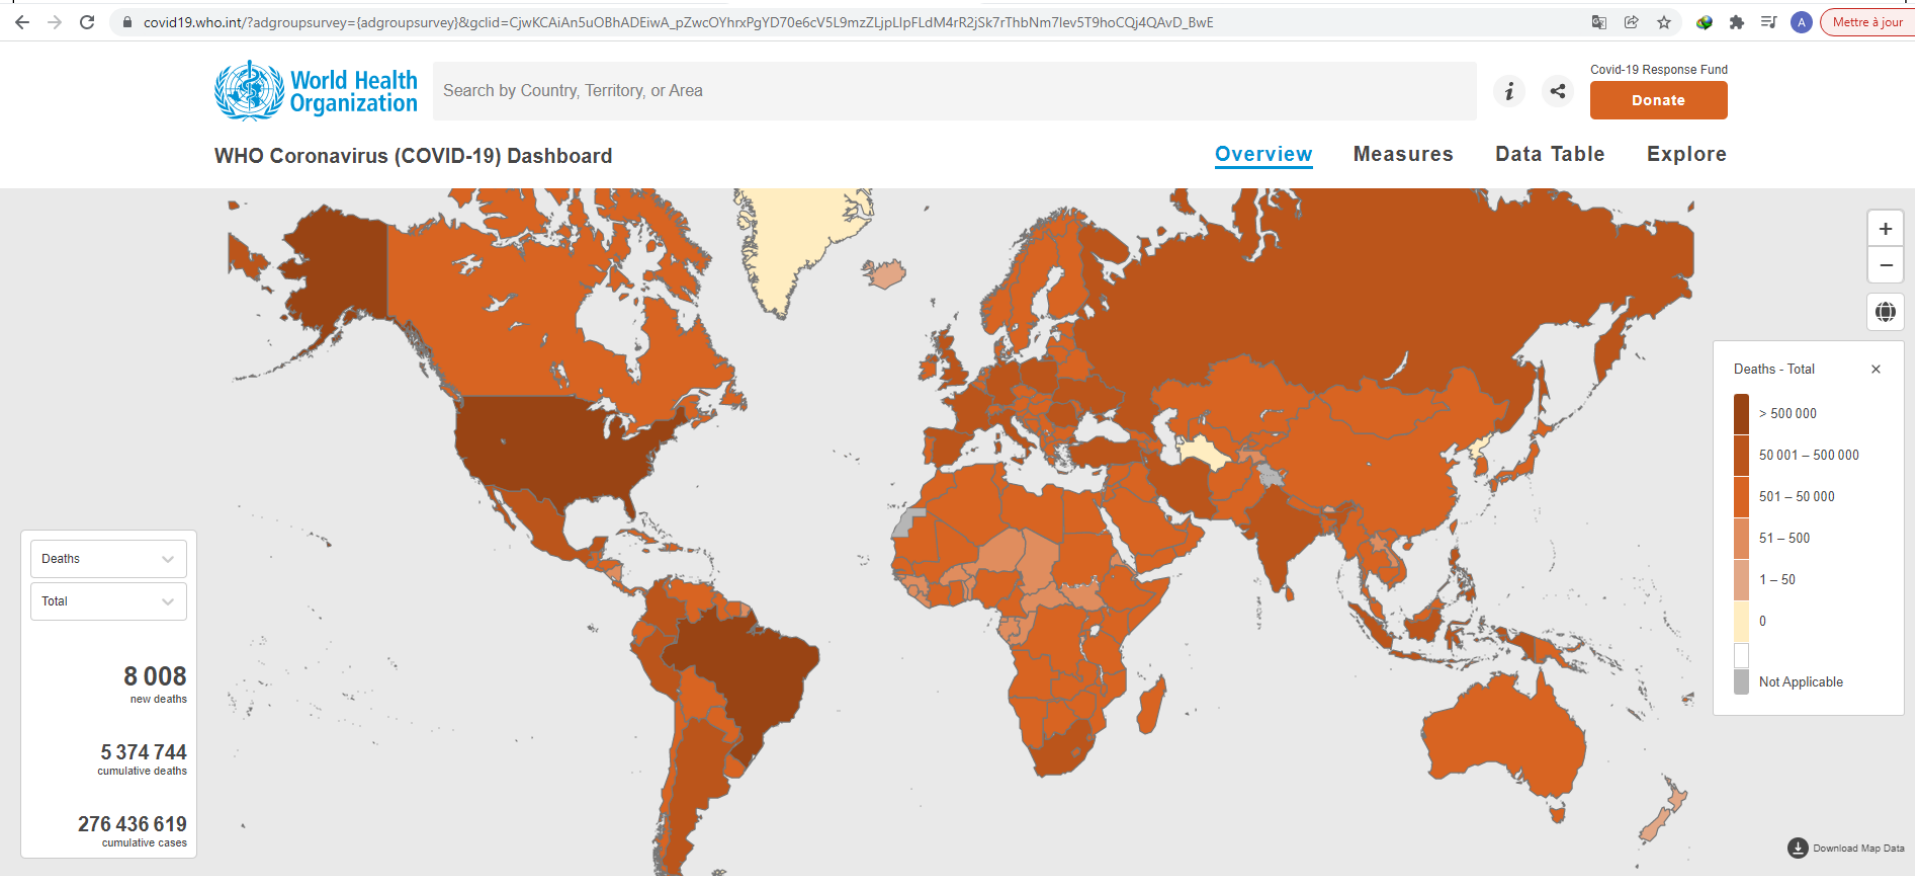 covid19.who.int/?adgroupsurvey={adgroupsurvey}&gclid=CjwKCAiAn5uOBhADEiwA_pZwcOYhrxPgYD70e6cV5L9mzZLjpLlpFLdM4rR2jSk7rThbNm7lev5T9hoCQj4QAvD_BwE
A
Mettre à jour
World Health
Organization
Search by Country, Territory, or Area
i
Covid-19 Response Fund
Donate
WHO Coronavirus (COVID-19) Dashboard
Overview
Measures
Data Table
Explore
+
−
Deaths - Total
×
> 500 000
50 001 – 500 000
501 – 50 000
51 – 500
1 – 50
0
Not Applicable
Deaths
Total
8 008
new deaths
5 374 744
cumulative deaths
276 436 619
cumulative cases
Download Map Data